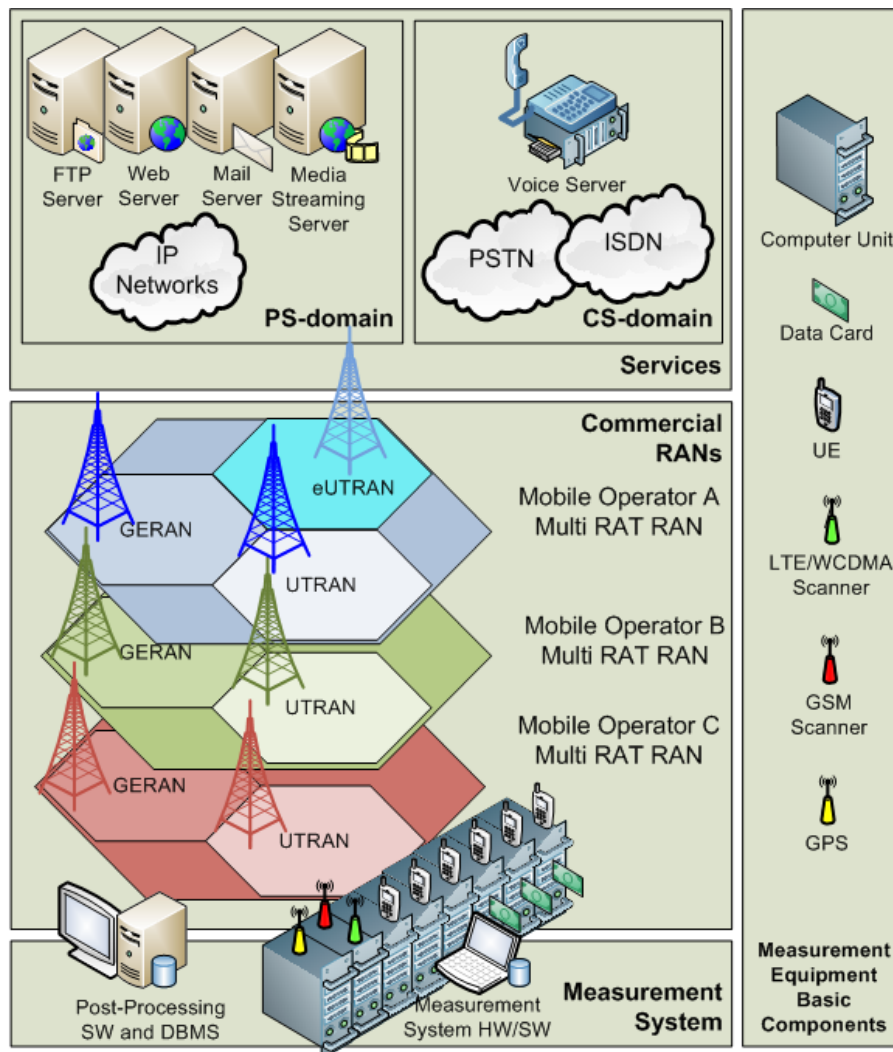 FTP
Server
Web
Server
Mail
Server
Media
Streaming
Server
IP
Networks
PS-domain
Voice Server
PSTN
ISDN
CS-domain
Services
Commercial
RANs
eUTRAN
GERAN
UTRAN
Mobile Operator A
Multi RAT RAN
GERAN
UTRAN
Mobile Operator B
Multi RAT RAN
GERAN
UTRAN
Mobile Operator C
Multi RAT RAN
Post-Processing
SW and DBMS
Measurement
System HW/SW
Measurement
System
Computer Unit
Data Card
UE
LTE/WCDMA
Scanner
GSM
Scanner
GPS
Measurement
Equipment
Basic
Components